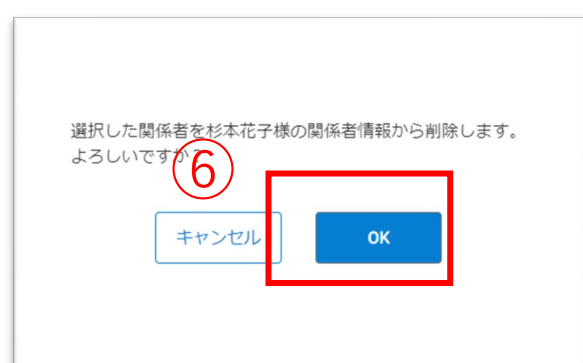 選択した関係者を杉本花子様の関係者情報から削除します。
よろしいですか？
⑥
キャンセル
OK